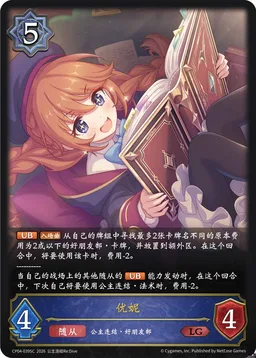 5
UB 入场曲 从自己的牌组中寻找最多2张卡牌名不同的原本费
用为2点以下的好朋友部·卡牌，并放置到额外区。在这个回
合中，将要使用该卡时，费用-2。
当自己的战场上的其他随从的 UB 能力发动时，在这个回
合中，将要使用公主连结·法术时，费用-2。
优妮
4
随从 公主连结·好朋友部 LG
4